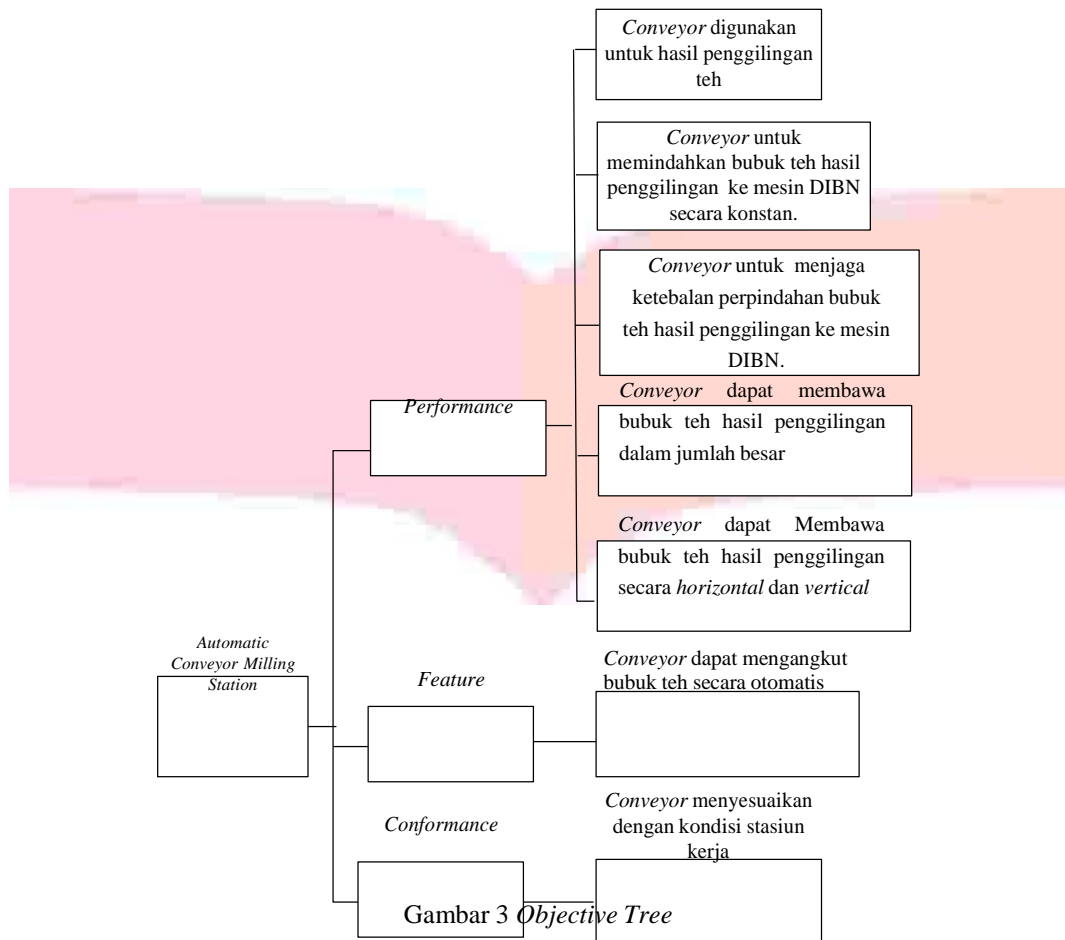 Conveyor digunakan
untuk hasil penggilingan
teh
Conveyor untuk
memindahkan bubuk teh hasil
penggilingan ke mesin DIBN
secara konstan.
Conveyor untuk menjaga
ketebalan perpindahan bubuk
teh hasil penggilingan ke mesin
DIBN.
Performance
Conveyor dapat membawa
bubuk teh hasil penggilingan
dalam jumlah besar
Conveyor dapat Membawa
bubuk teh hasil penggilingan
secara horizontal dan vertical
Automatic
Conveyor Milling
Station
Feature
Conveyor dapat mengangkut
bubuk teh secara otomatis
Conformance
Conveyor menyesuaikan
dengan kondisi stasiun
kerja
Gambar 3 Objective Tree